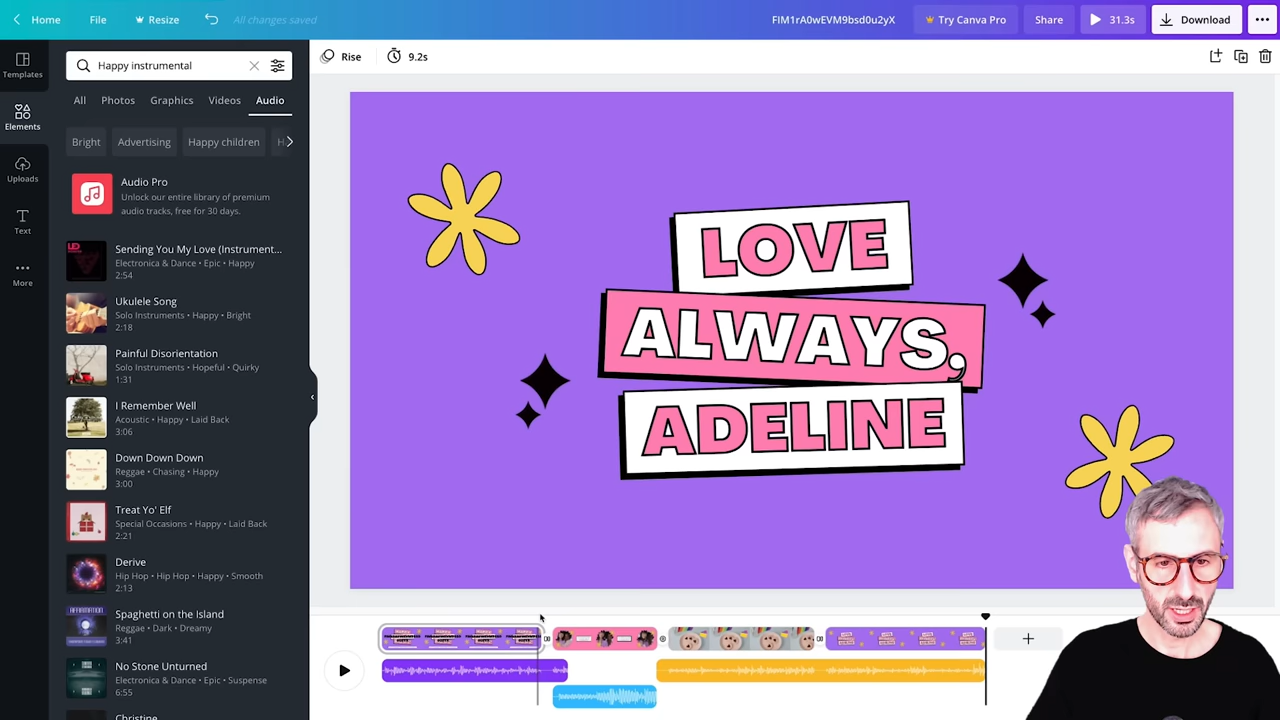 Home
File
Resize
All changes saved
FIM1rA0wEVM9bsd0u2yX
Try Canva Pro
Share
31.3s
Download
Templates
Elements
Uploads
Text
More
Happy instrumental
All
Photos
Graphics
Videos
Audio
Bright
Advertising
Happy children
Audio Pro
Unlock our entire library of premium
audio tracks, free for 30 days.
Sending You My Love (Instrument...
Electronica & Dance • Epic • Happy
2:54
Ukulele Song
Solo Instruments • Happy • Bright
2:18
Painful Disorientation
Solo Instruments • Hopeful • Quirky
1:31
I Remember Well
Acoustic • Happy • Laid Back
3:06
Down Down Down
Reggae • Chasing • Happy
3:00
Treat Yo' Elf
Special Occasions • Happy • Laid Back
2:21
Derive
Hip Hop • Hip Hop • Happy • Smooth
2:13
Spaghetti on the Island
Reggae • Dark • Dreamy
3:41
No Stone Unturned
Electronica & Dance • Epic • Suspense
6:55
Christine
Rise
9.2s
LOVE
ALWAYS,
ADELINE